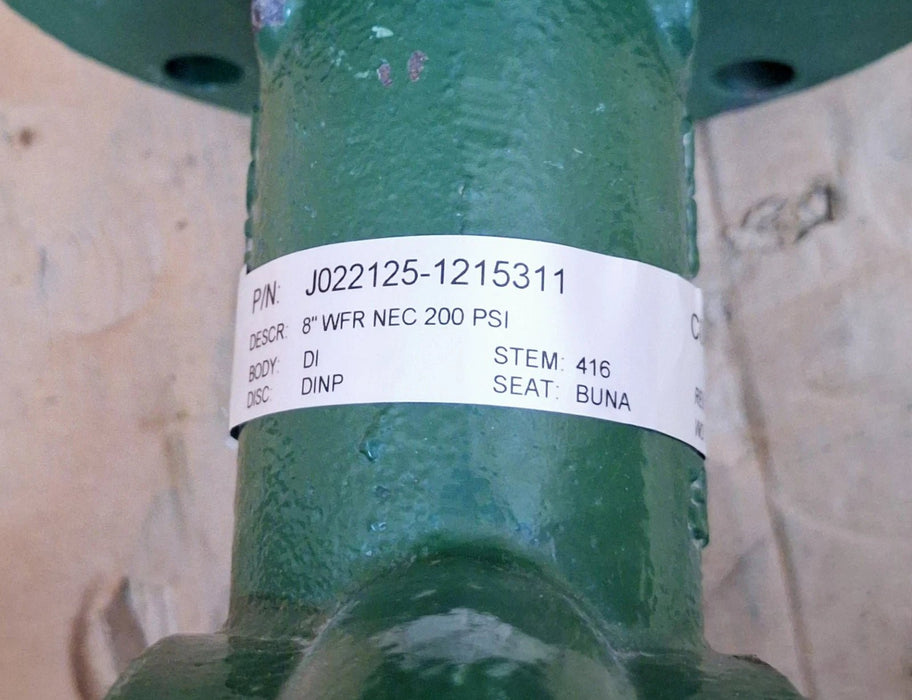 P/N: J022125-1215311
DESCR: 8" WFR NEC 200 PSI
BODY: DI STEM: 416
DISC: DINP SEAT: BUNA